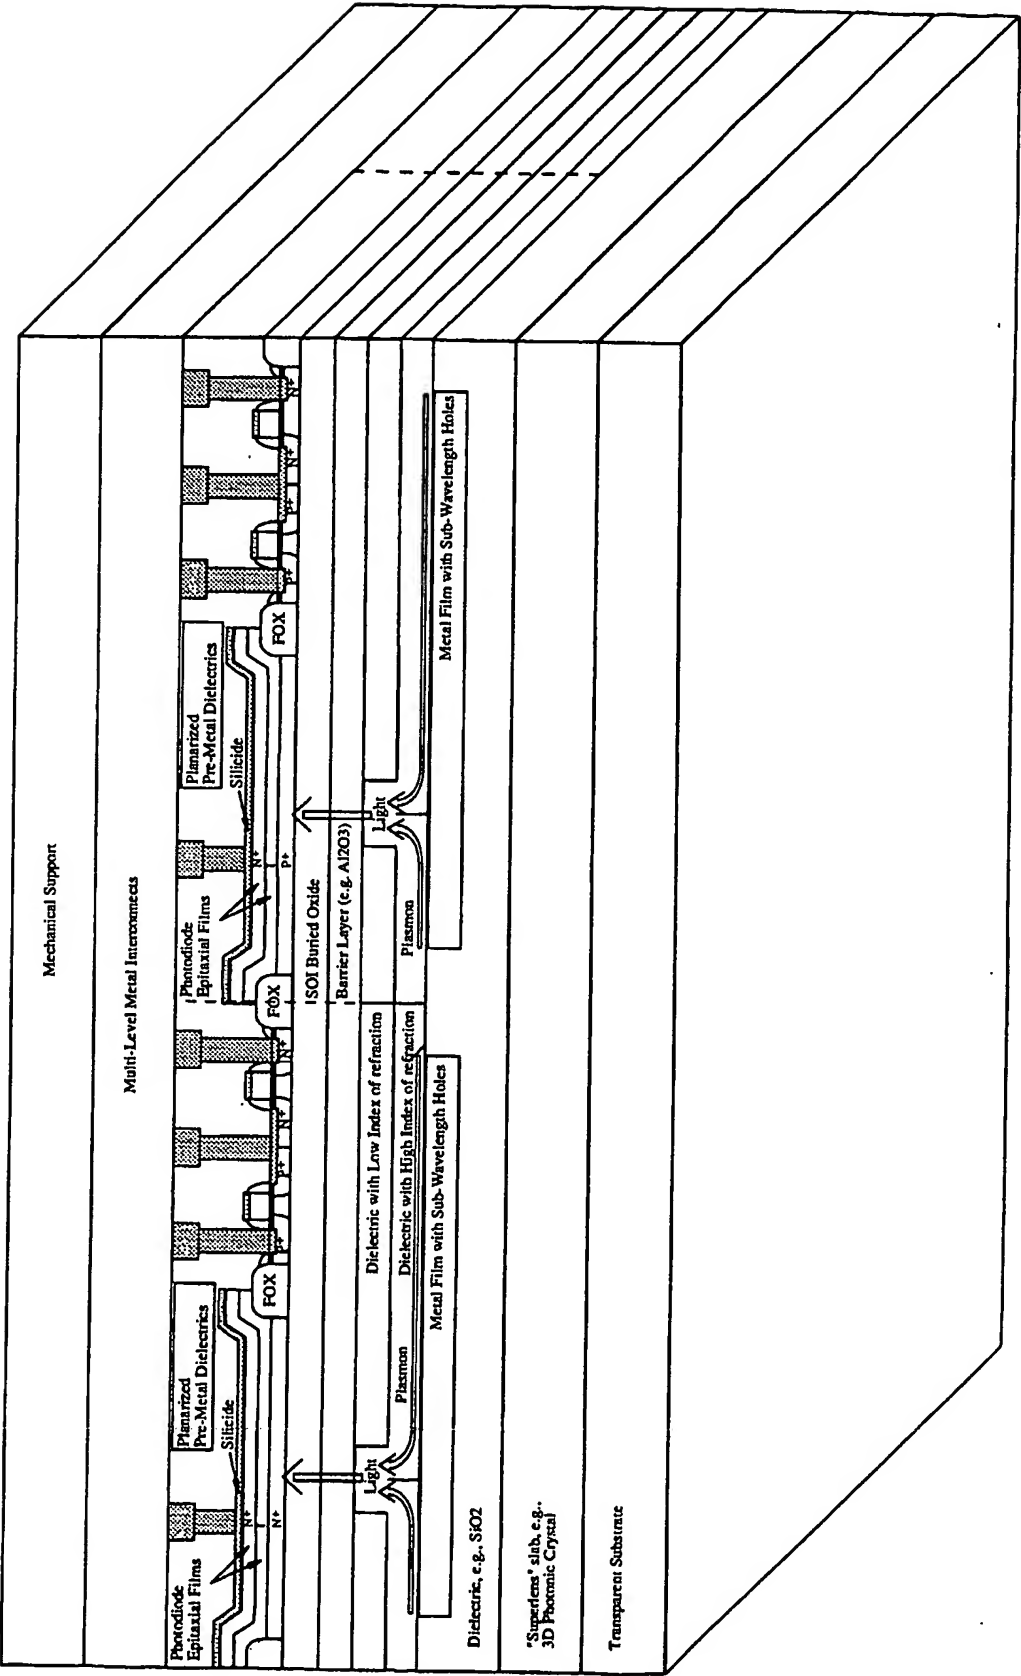 Mechanical Support
Multi-Level Metal Interconnects
Photodiode
Epitaxial Films
Silicide
Planarized
Pre-Metal Dielectrics
N+
I
N+
FOX
P+
P+
N+
N+
FOX
Photodiode
Epitaxial Films
Silicide
Planarized
Pre-Metal Dielectrics
N+
I
P+
FOX
P+
P+
N+
N+
SOI Buried Oxide
Barrier Layer (e.g. Al2O3)
Light
Dielectric with Low Index of refraction
Light
Plasmon
Dielectric with High Index of refraction
Plasmon
Metal Film with Sub-Wavelength Holes
Metal Film with Sub-Wavelength Holes
Dielectric, e.g., SiO2
"Superlens" slab, e.g.,
3D Photonic Crystal
Transparent Substrate